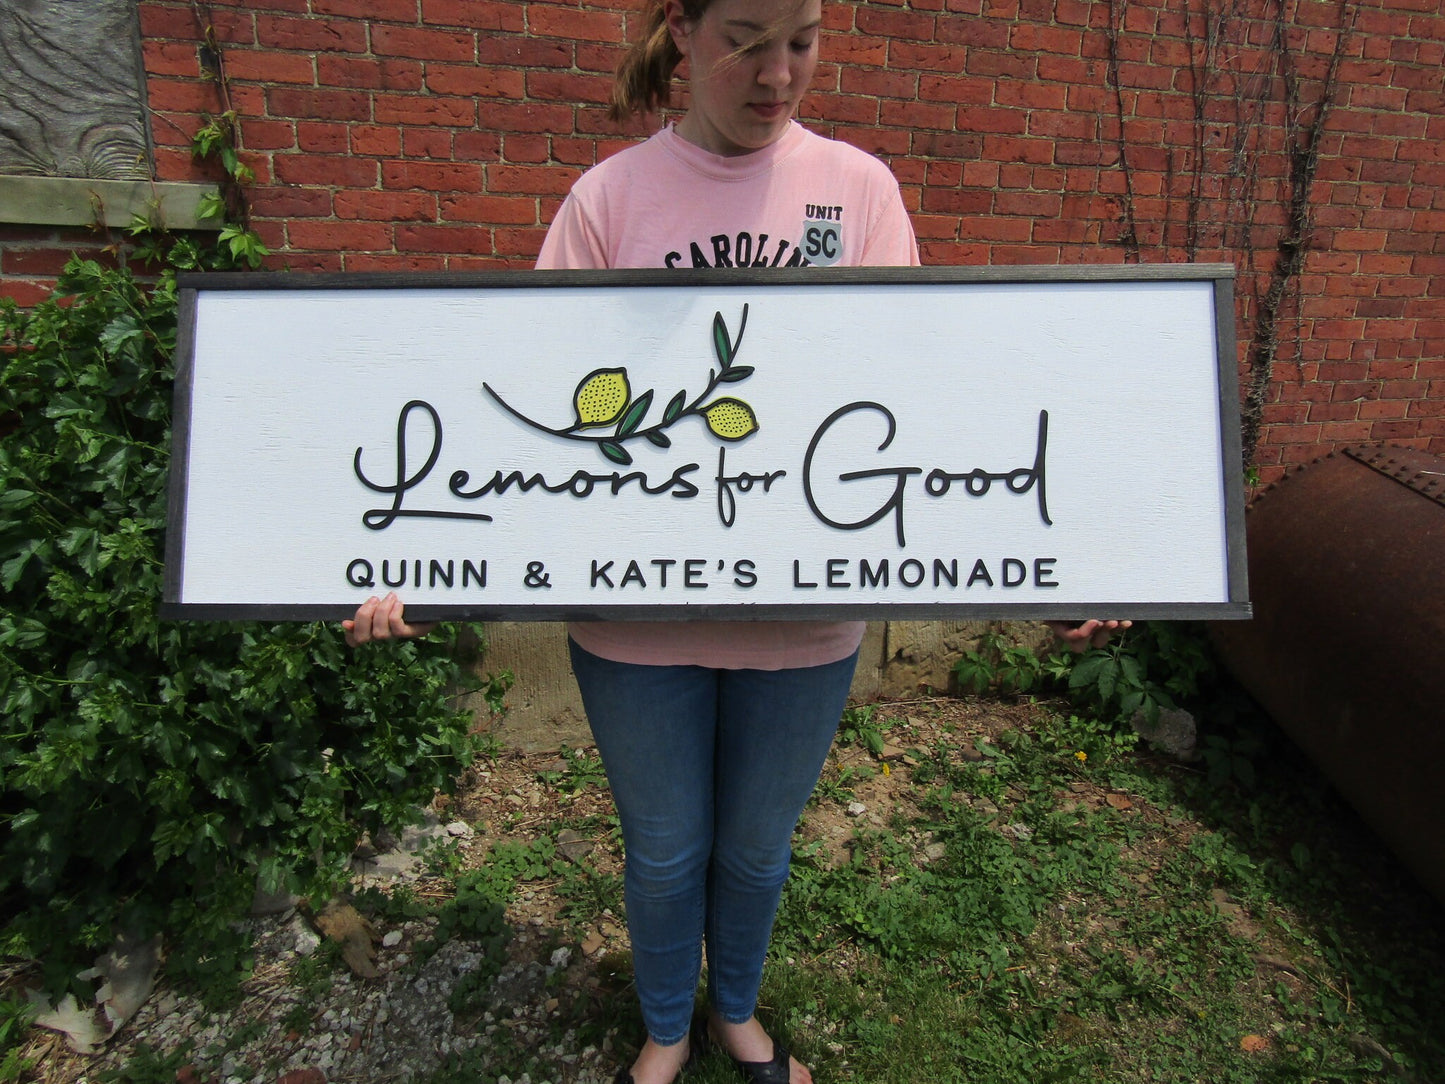 UNIT
SC
Lemons for Good
QUINN & KATE'S LEMONADE